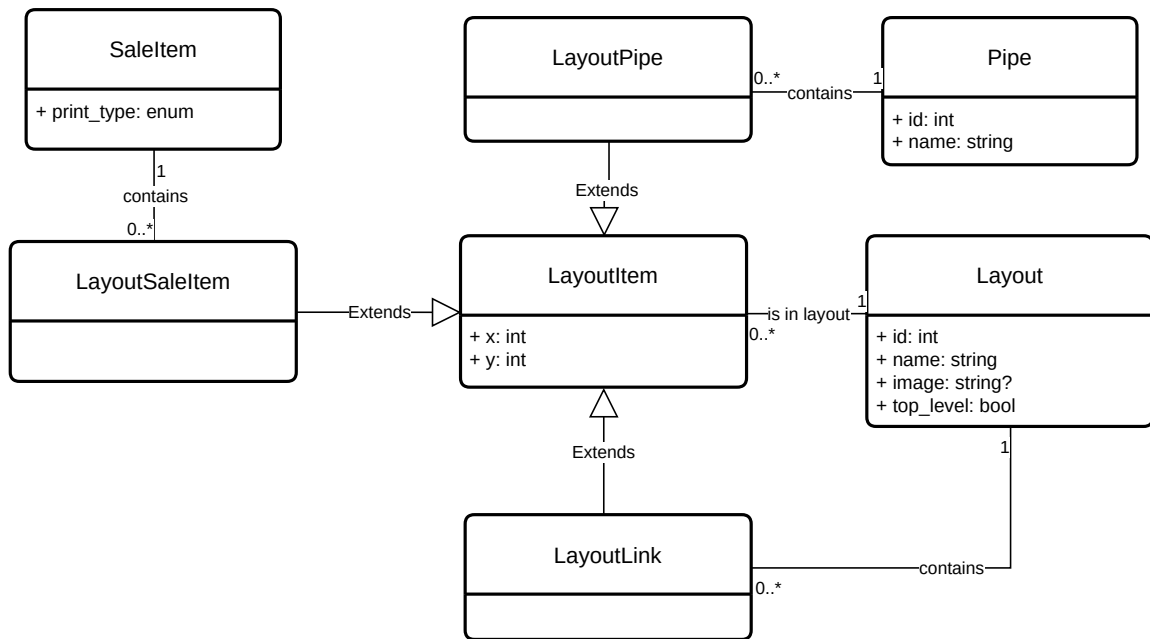 SaleItem
+ print_type: enum
1
contains
0..*
LayoutPipe
0..*
contains
1
Pipe
+ id: int
+ name: string
Extends
LayoutSaleItem
Extends
LayoutItem
+ x: int
+ y: int
is in layout
1
0..*
Layout
+ id: int
+ name: string
+ image: string?
+ top_level: bool
Extends
1
LayoutLink
0..*
contains